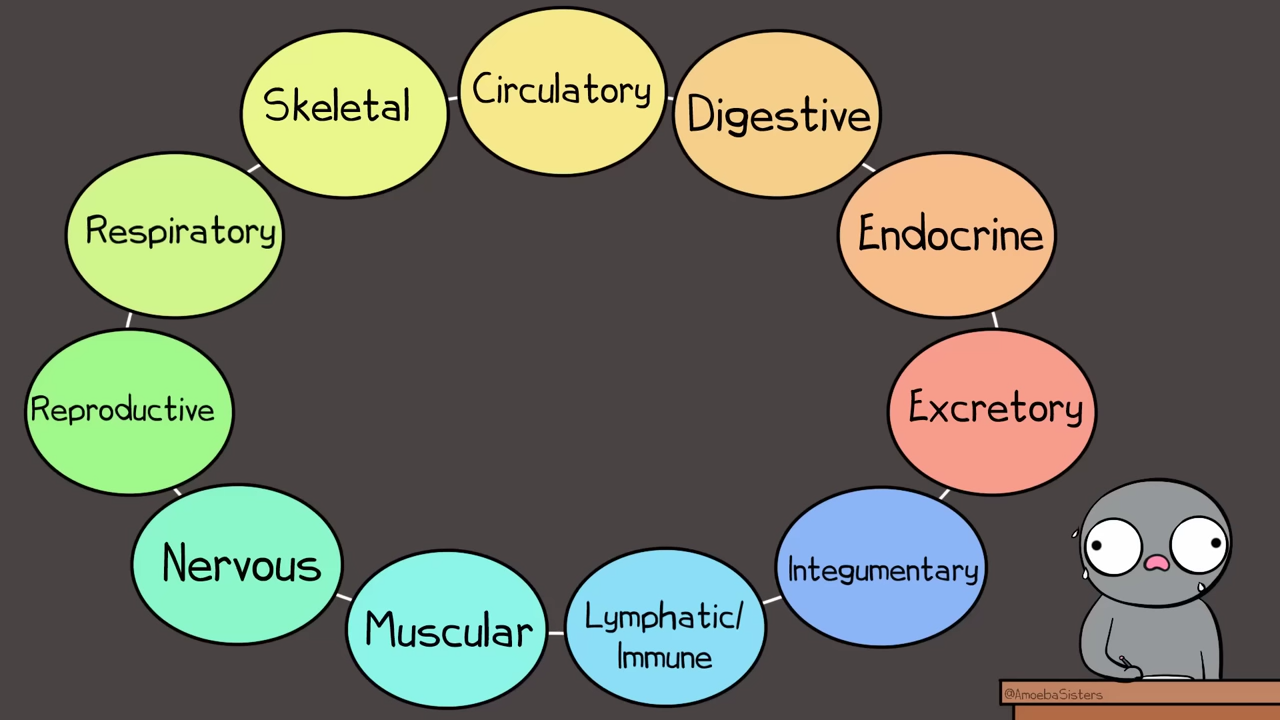 Circulatory
Skeletal
Digestive
Respiratory
Endocrine
Reproductive
Excretory
Nervous
Integumentary
Muscular
Lymphatic/
Immune
@AmoebaSisters